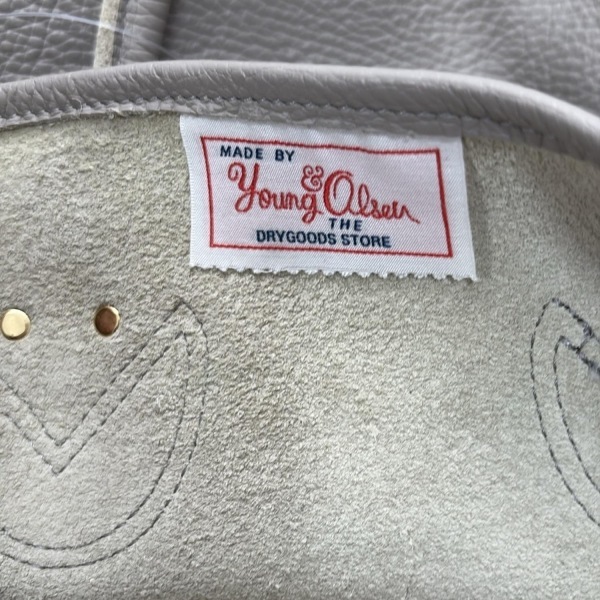 MADE BY
Young & Olsen
THE
DRYGOODS STORE